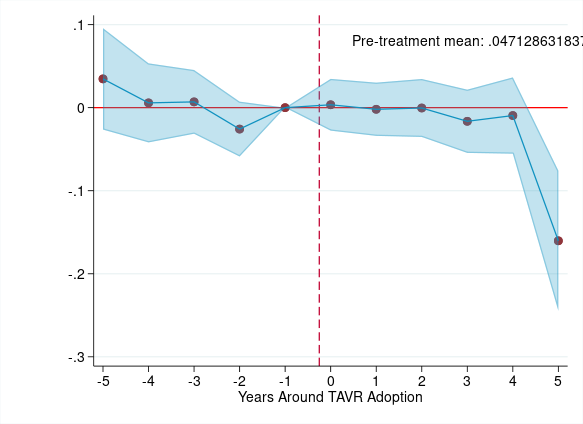 Pre-treatment mean: .047128631837
.1
0
-.1
-.2
-.3
-5 -4 -3 -2 -1 0 1 2 3 4 5
Years Around TAVR Adoption